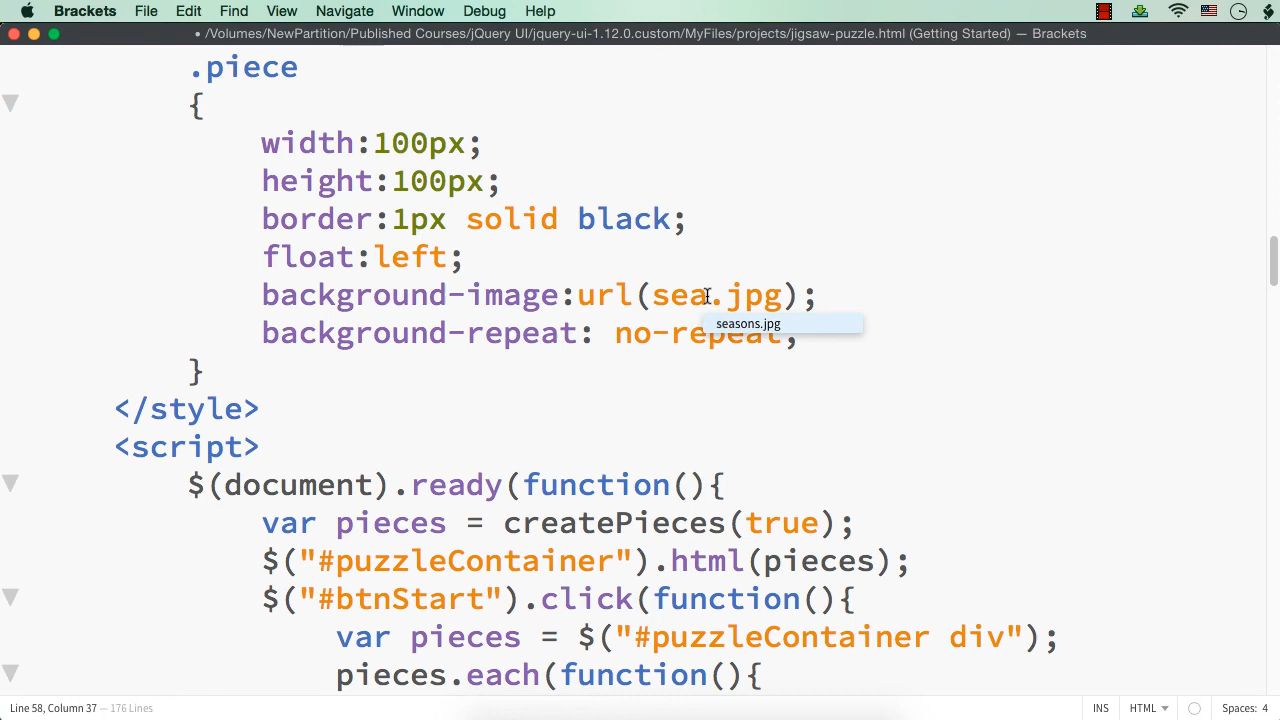 Brackets File Edit Find View Navigate Window Debug Help
• /Volumes/NewPartition/Published Courses/jQuery UI/jquery-ui-1.12.0.custom/MyFiles/projects/jigsaw-puzzle.html (Getting Started) — Brackets
.piece
{
width:100px;
height:100px;
border:1px solid black;
float:left;
background-image:url(sea.jpg);
seasons.jpg
background-repeat: no-repeat;
}
</style>
<script>
$(document).ready(function(){
var pieces = createPieces(true);
$("#puzzleContainer").html(pieces);
$("#btnStart").click(function(){
var pieces = $("#puzzleContainer div");
pieces.each(function(){
Line 58, Column 37 — 176 Lines INS HTML Spaces: 4